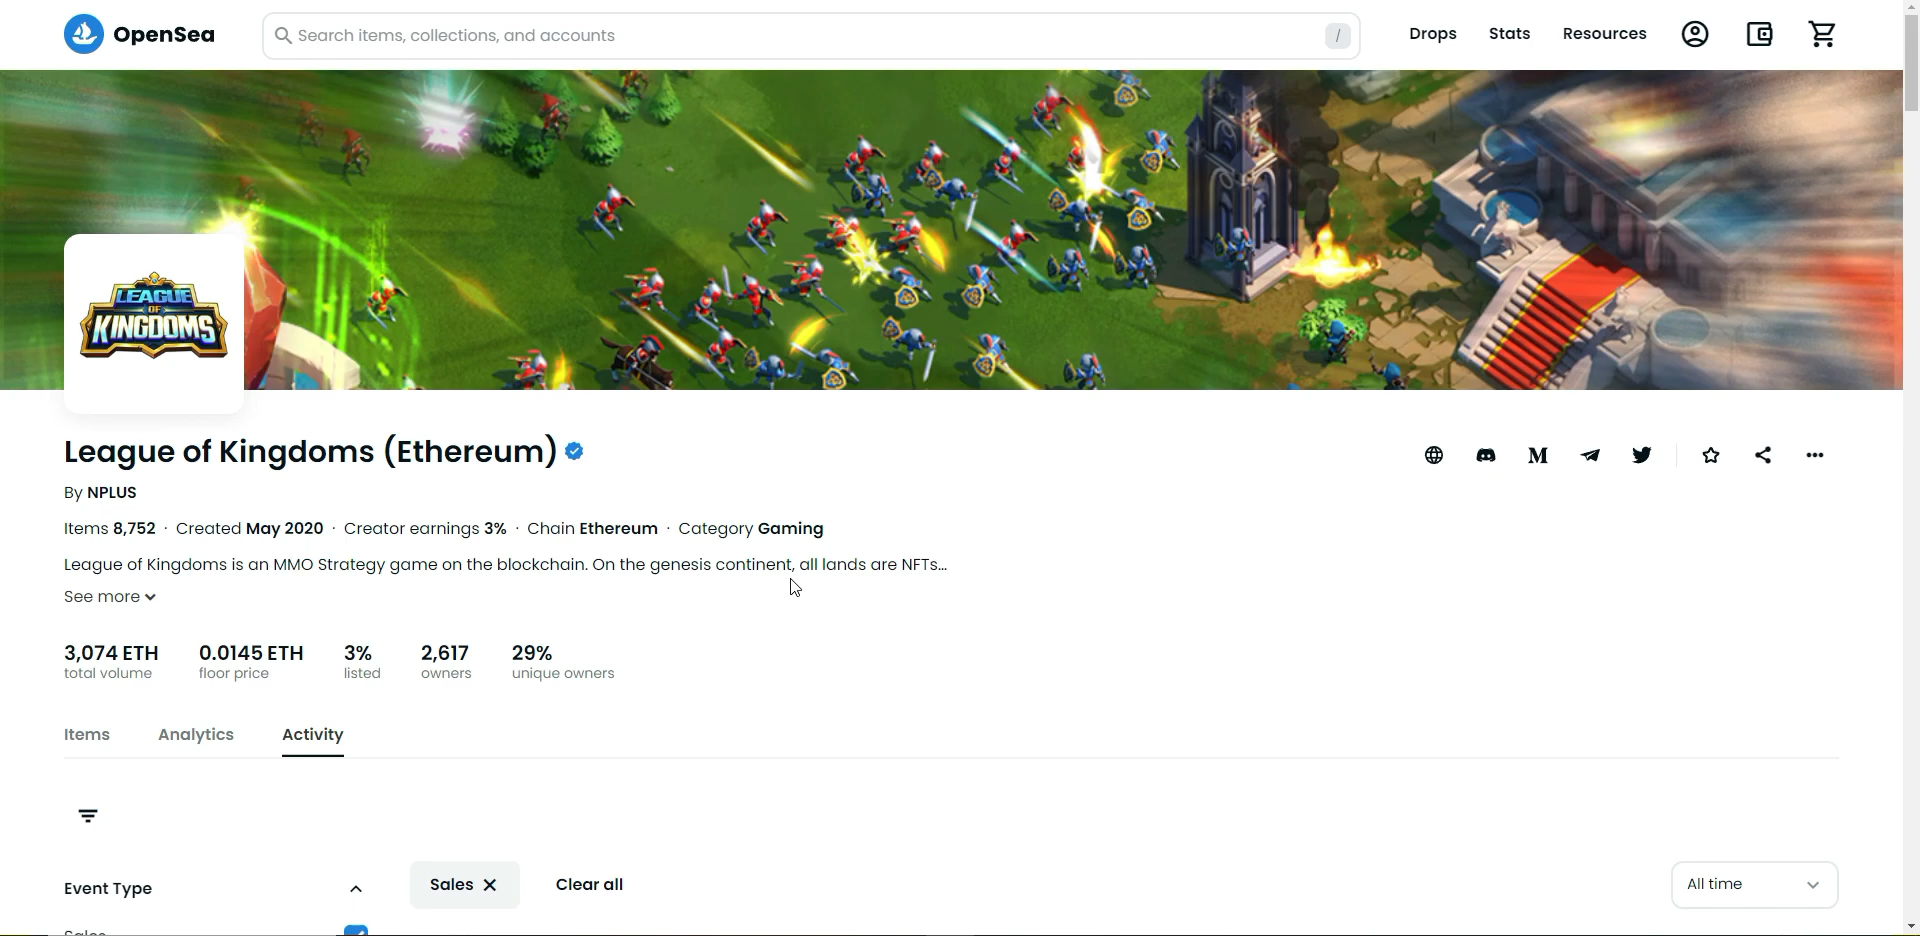 OpenSea
Search items, collections, and accounts
/
Drops
Stats
Resources
LEAGUE
OF
KINGDOMS
League of Kingdoms (Ethereum)
By NPLUS
Items 8,752 · Created May 2020 · Creator earnings 3% · Chain Ethereum · Category Gaming
League of Kingdoms is an MMO Strategy game on the blockchain. On the genesis continent, all lands are NFTs...
See more
3,074 ETH
total volume
0.0145 ETH
floor price
3%
listed
2,617
owners
29%
unique owners
Items
Analytics
Activity
Event Type
Sales
Clear all
All time
Sales